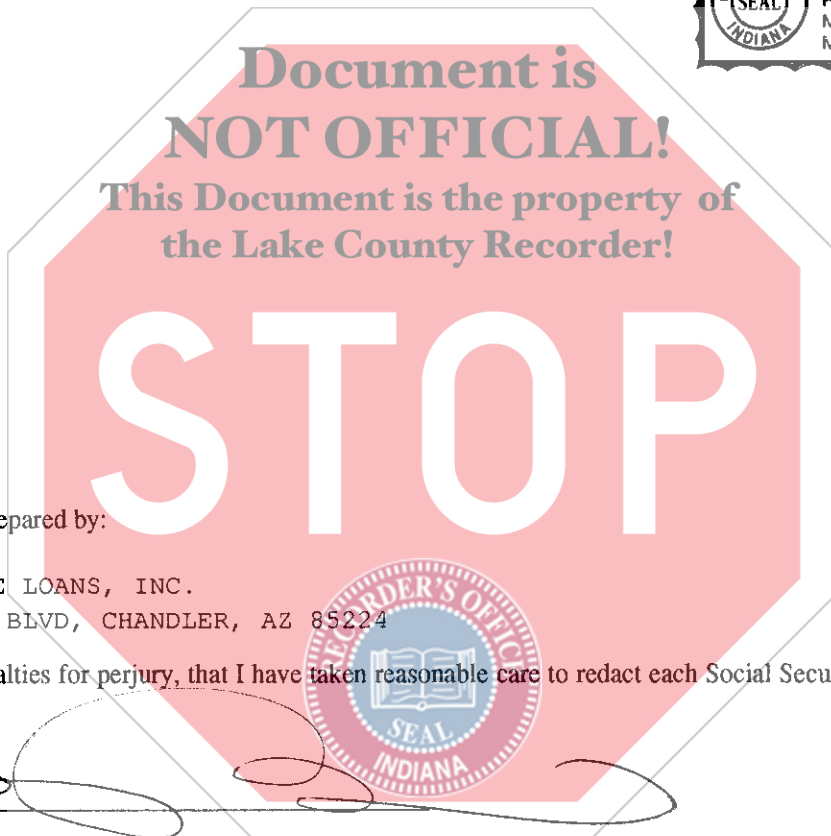 (SEAL)
INDIANA
Document is
NOT OFFICIAL!
This Document is the property of
the Lake County Recorder!
STOP
epared by:
LOANS, INC.
BLVD, CHANDLER, AZ 85224
alties for perjury, that I have taken reasonable care to redact each Social Secu
RECORDER'S OFFICE
SEAL
INDIANA